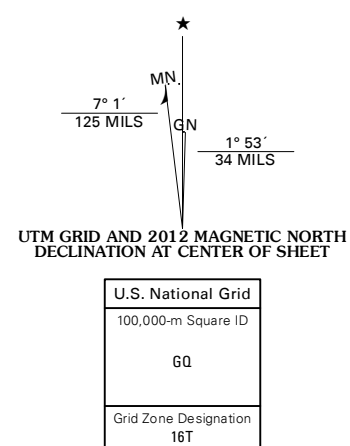 ★
MN
7° 1´
125 MILS
GN
1° 53´
34 MILS
UTM GRID AND 2012 MAGNETIC NORTH
DECLINATION AT CENTER OF SHEET
U.S. National Grid
100,000-m Square ID
GQ
Grid Zone Designation
16T